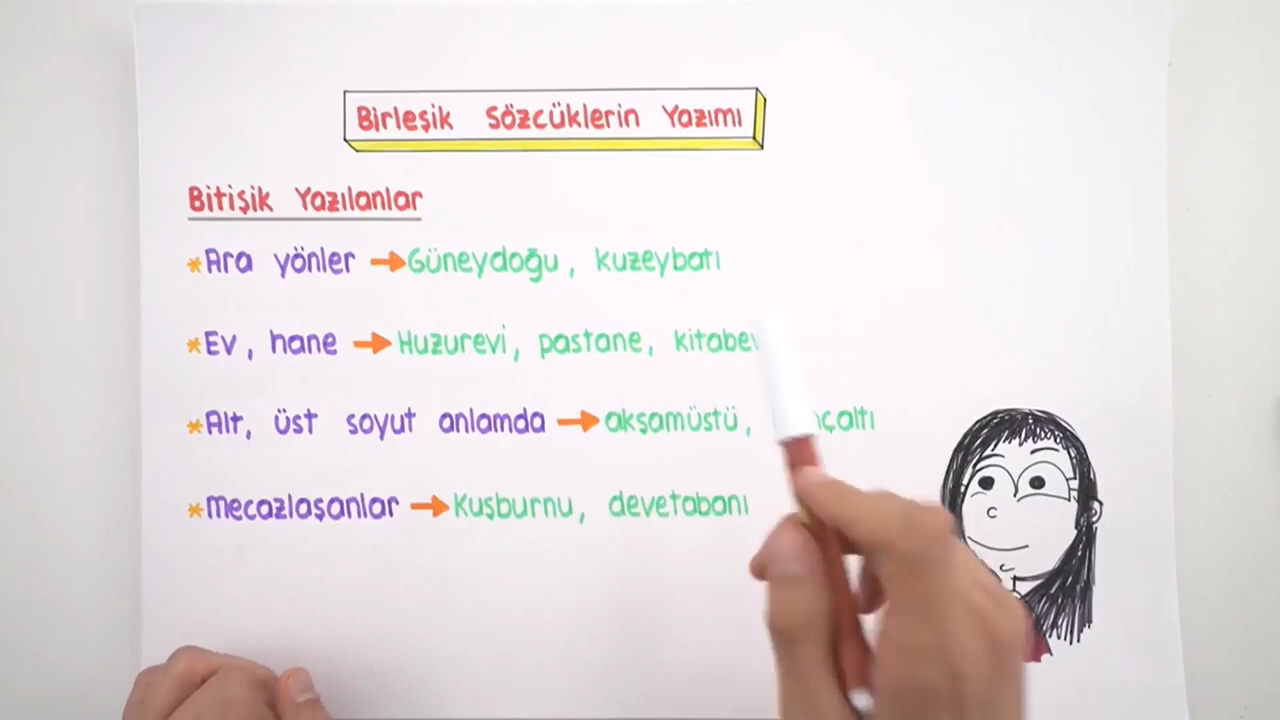 Birleşik Sözcüklerin Yazımı
Bitişik Yazılanlar
*Ara yönler → Güneydoğu, kuzeybatı
*Ev, hane → Huzurevi, pastane,
*Alt, üst soyut anlamda → akşamüstü,
*mecazlaşanlar → Kuşburnu, devetabanı